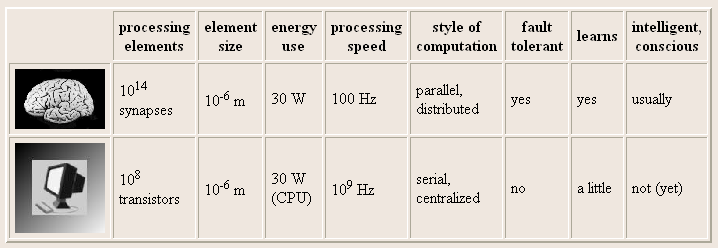 processing elements | element size | energy use | processing speed | style of computation | fault tolerant | learns | intelligent, conscious
10^14 synapses | 10^-6 m | 30 W | 100 Hz | parallel, distributed | yes | yes | usually
10^8 transistors | 10^-6 m | 30 W (CPU) | 10^9 Hz | serial, centralized | no | a little | not (yet)